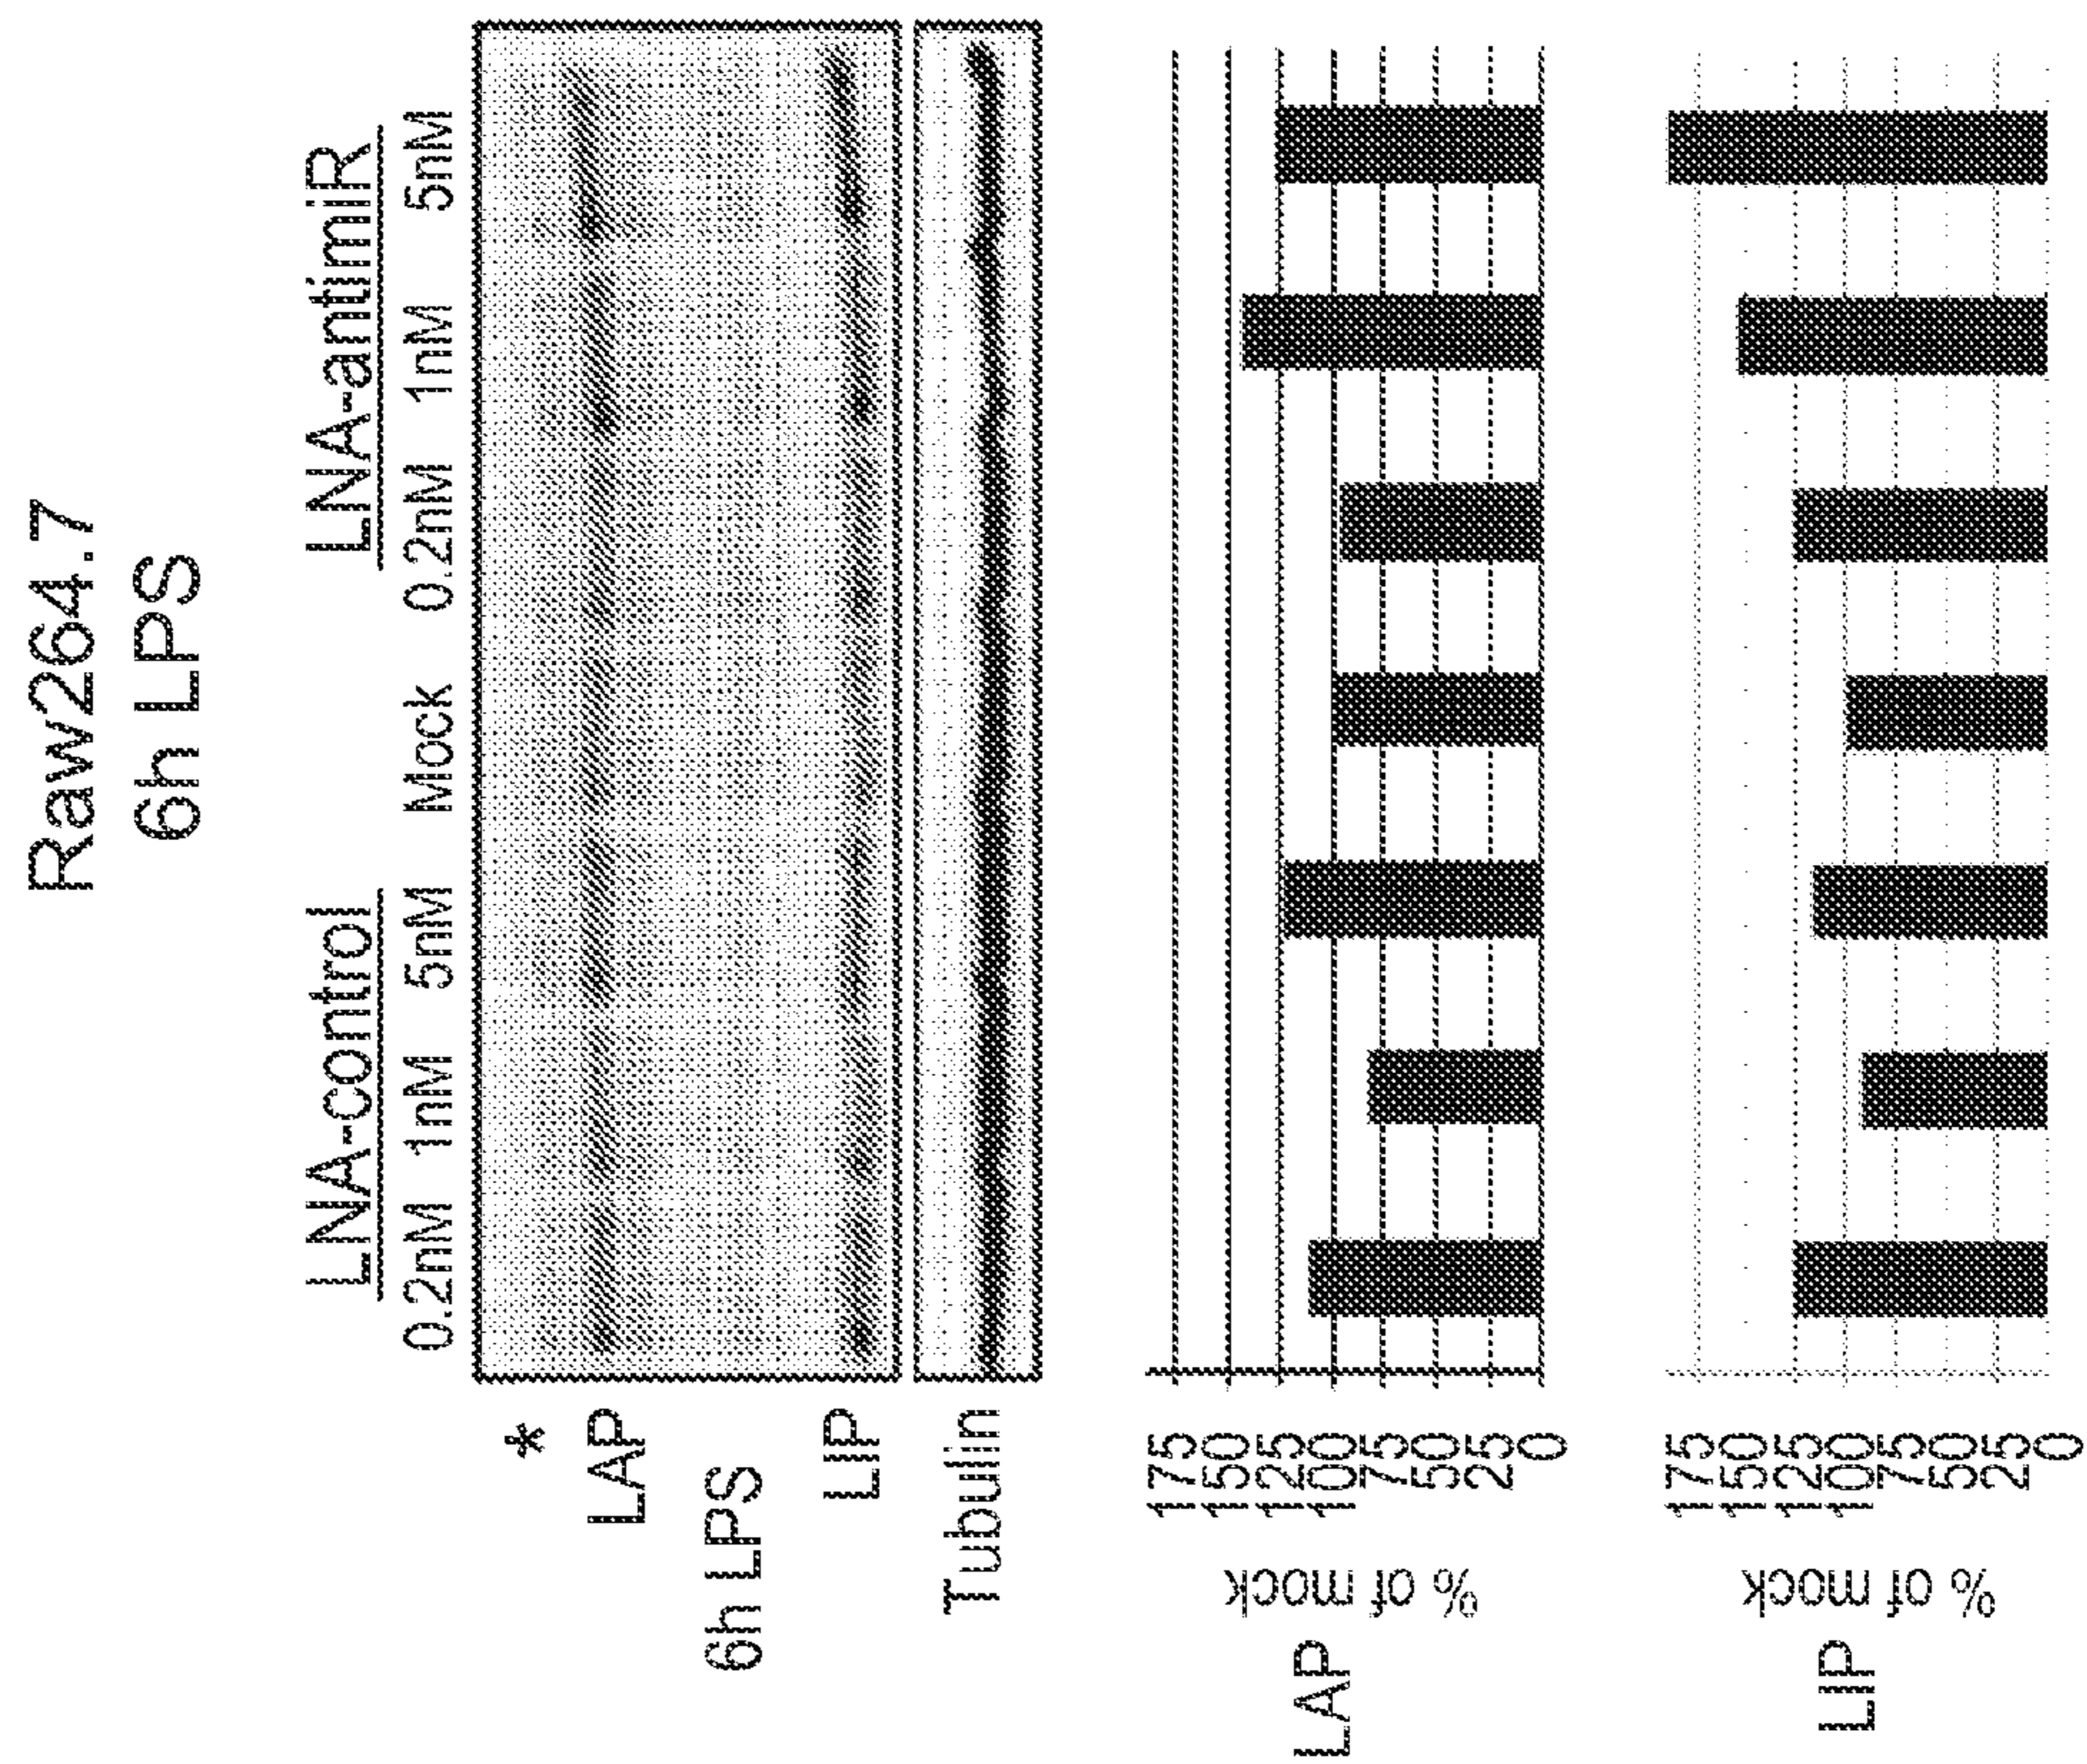 Raw264.7
6h LPS
LNA-control LNA-antimiR
0.2nM 1nM 5nM Mock 0.2nM 1nM 5nM
*
LAP
6h LPS
LIP
Tubulin
LAP
% of mock
175
150
125
100
75
50
25
0
LIP
% of mock
175
150
125
100
75
50
25
0